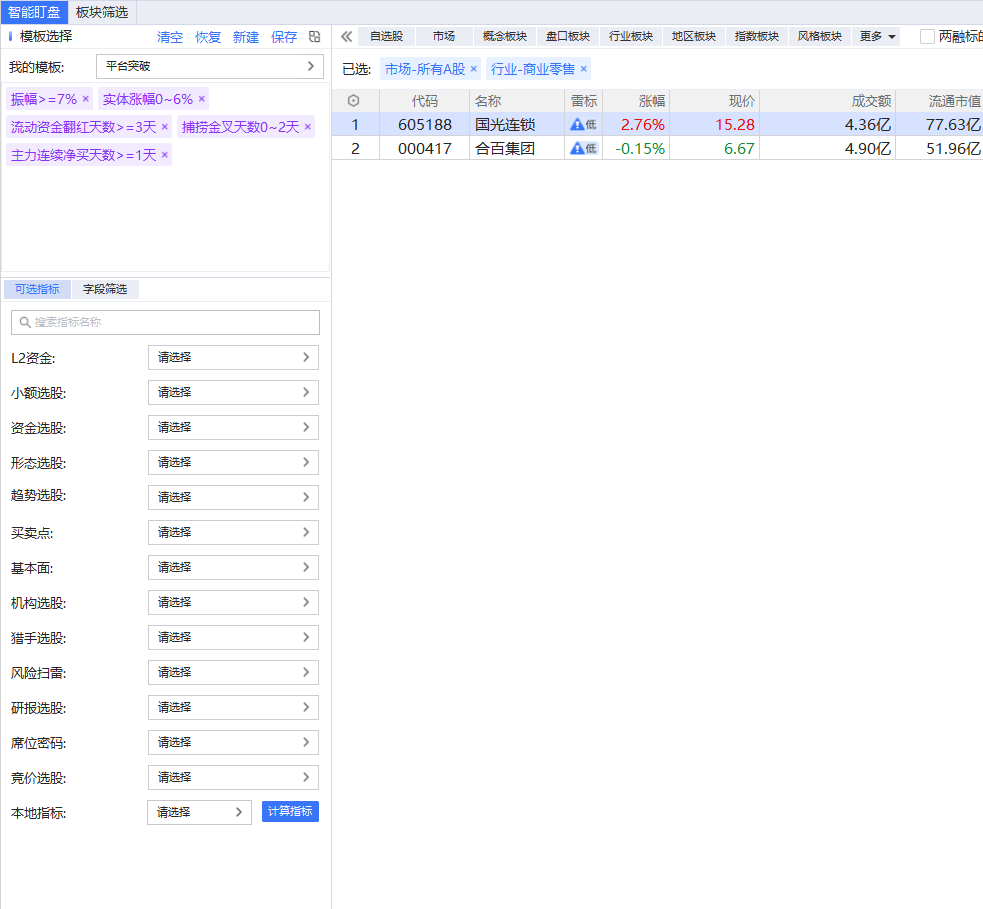 智能盯盘 板块筛选
模板选择 清空 恢复 新建 保存
自选股 市场 概念板块 盘口板块 行业板块 地区板块 指数板块 风格板块 更多 两融标的
我的模板: 平台突破
已选: 市场-所有A股 × 行业-商业零售 ×
振幅>=7% × 实体涨幅0~6% ×
流动资金翻红天数>=3天 × 捕捞金叉天数0~2天 ×
主力连续净买天数>=1天 ×
代码 名称 雷标 涨幅 现价 成交额 流通市值
1 605188 国光连锁 低 2.76% 15.28 4.36亿 77.63亿
2 000417 合百集团 低 -0.15% 6.67 4.90亿 51.96亿
可选指标 字段筛选
搜索指标名称
L2资金: 请选择
小额选股: 请选择
资金选股: 请选择
形态选股: 请选择
趋势选股: 请选择
买卖点: 请选择
基本面: 请选择
机构选股: 请选择
猎手选股: 请选择
风险扫雷: 请选择
研报选股: 请选择
席位密码: 请选择
竞价选股: 请选择
本地指标: 请选择 计算指标